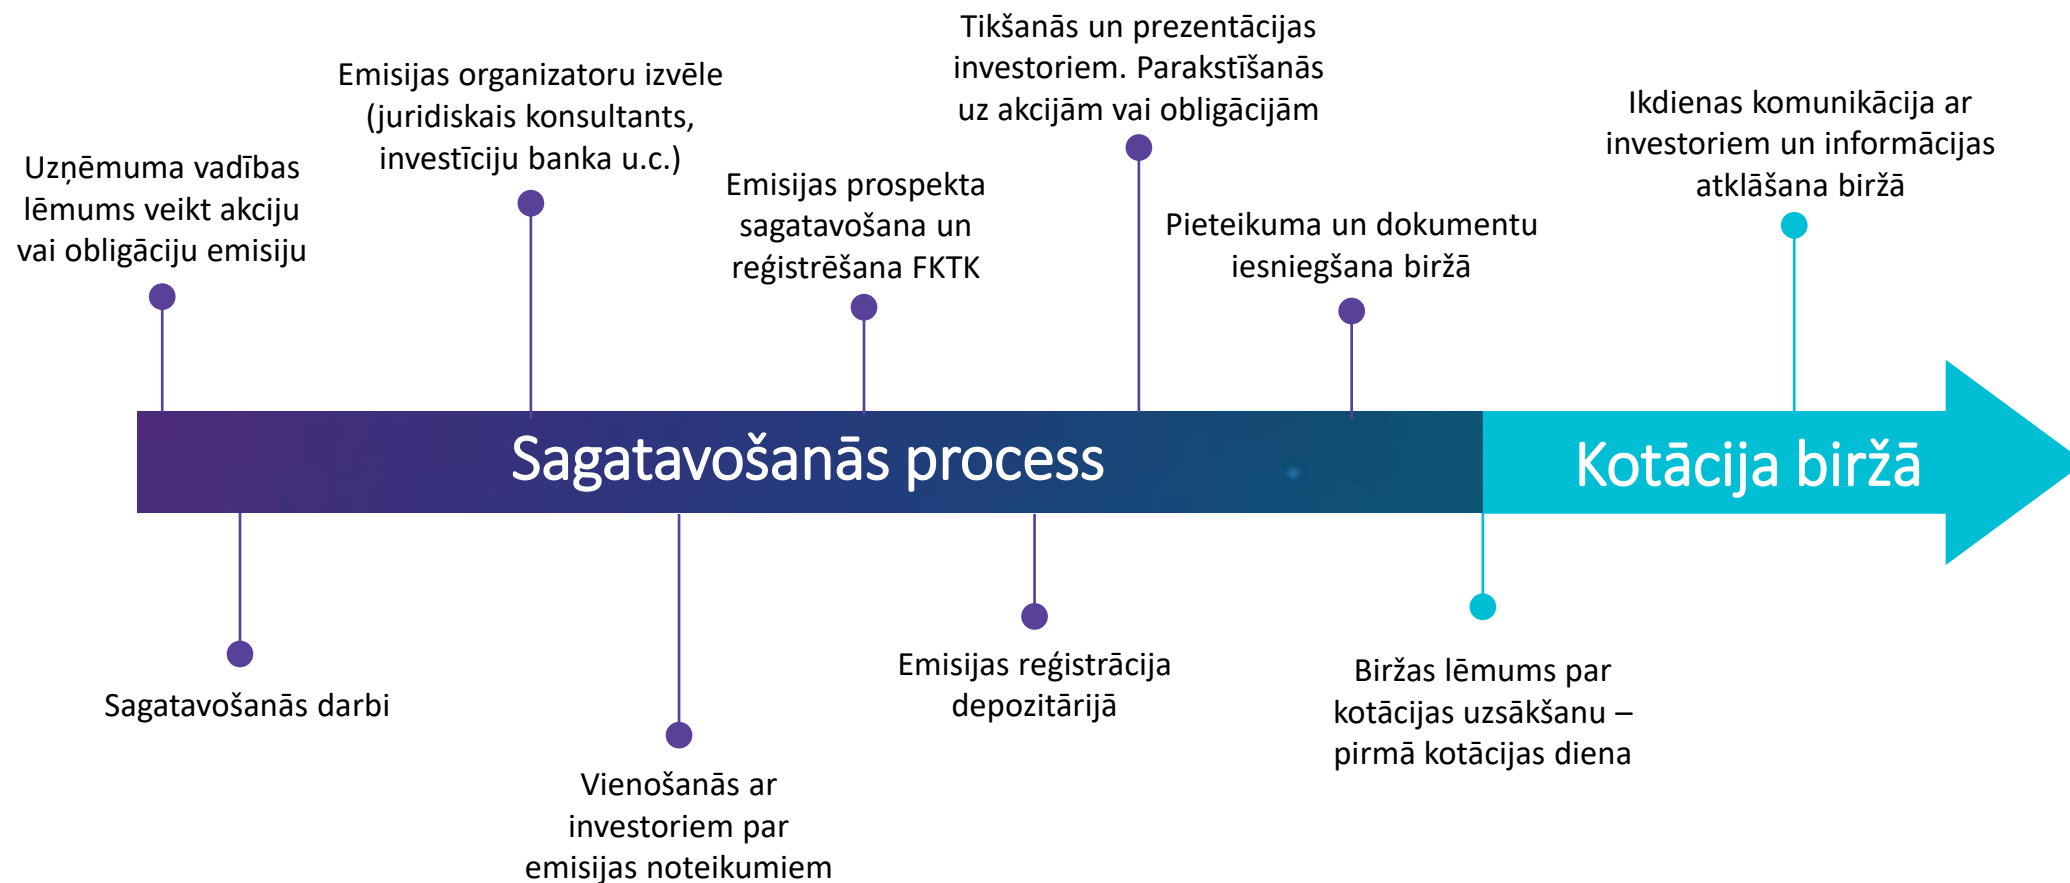 Tikšanās un prezentācijas
investoriem. Parakstīšanās
uz akcijām vai obligācijām
Emisijas organizatoru izvēle
(juridiskais konsultants,
investīciju banka u.c.)
Ikdienas komunikācija ar
investoriem un informācijas
atklāšana biržā
Uzņēmuma vadības
lēmums veikt akciju
vai obligāciju emisiju
Emisijas prospekta
sagatavošana un
reģistrēšana FKTK
Pieteikuma un dokumentu
iesniegšana biržā
Sagatavošanās process
Kotācija biržā
Sagatavošanās darbi
Emisijas reģistrācija
depozitārijā
Biržas lēmums par
kotācijas uzsākšanu –
pirmā kotācijas diena
Vienošanās ar
investoriem par
emisijas noteikumiem